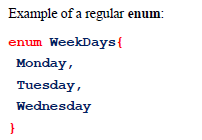 Example of a regular enum:
enum WeekDays{
Monday,
Tuesday,
Wednesday
}